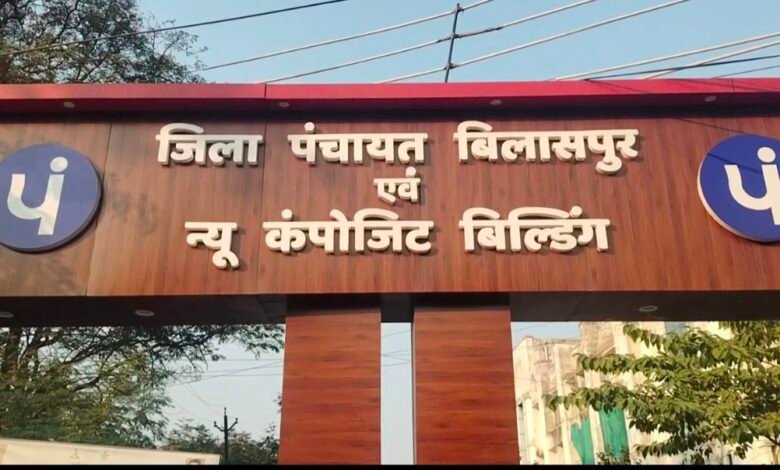 जिला पंचायत बिलासपुर
एवं
न्यू कंपोजिट बिल्डिंग
पं
पं